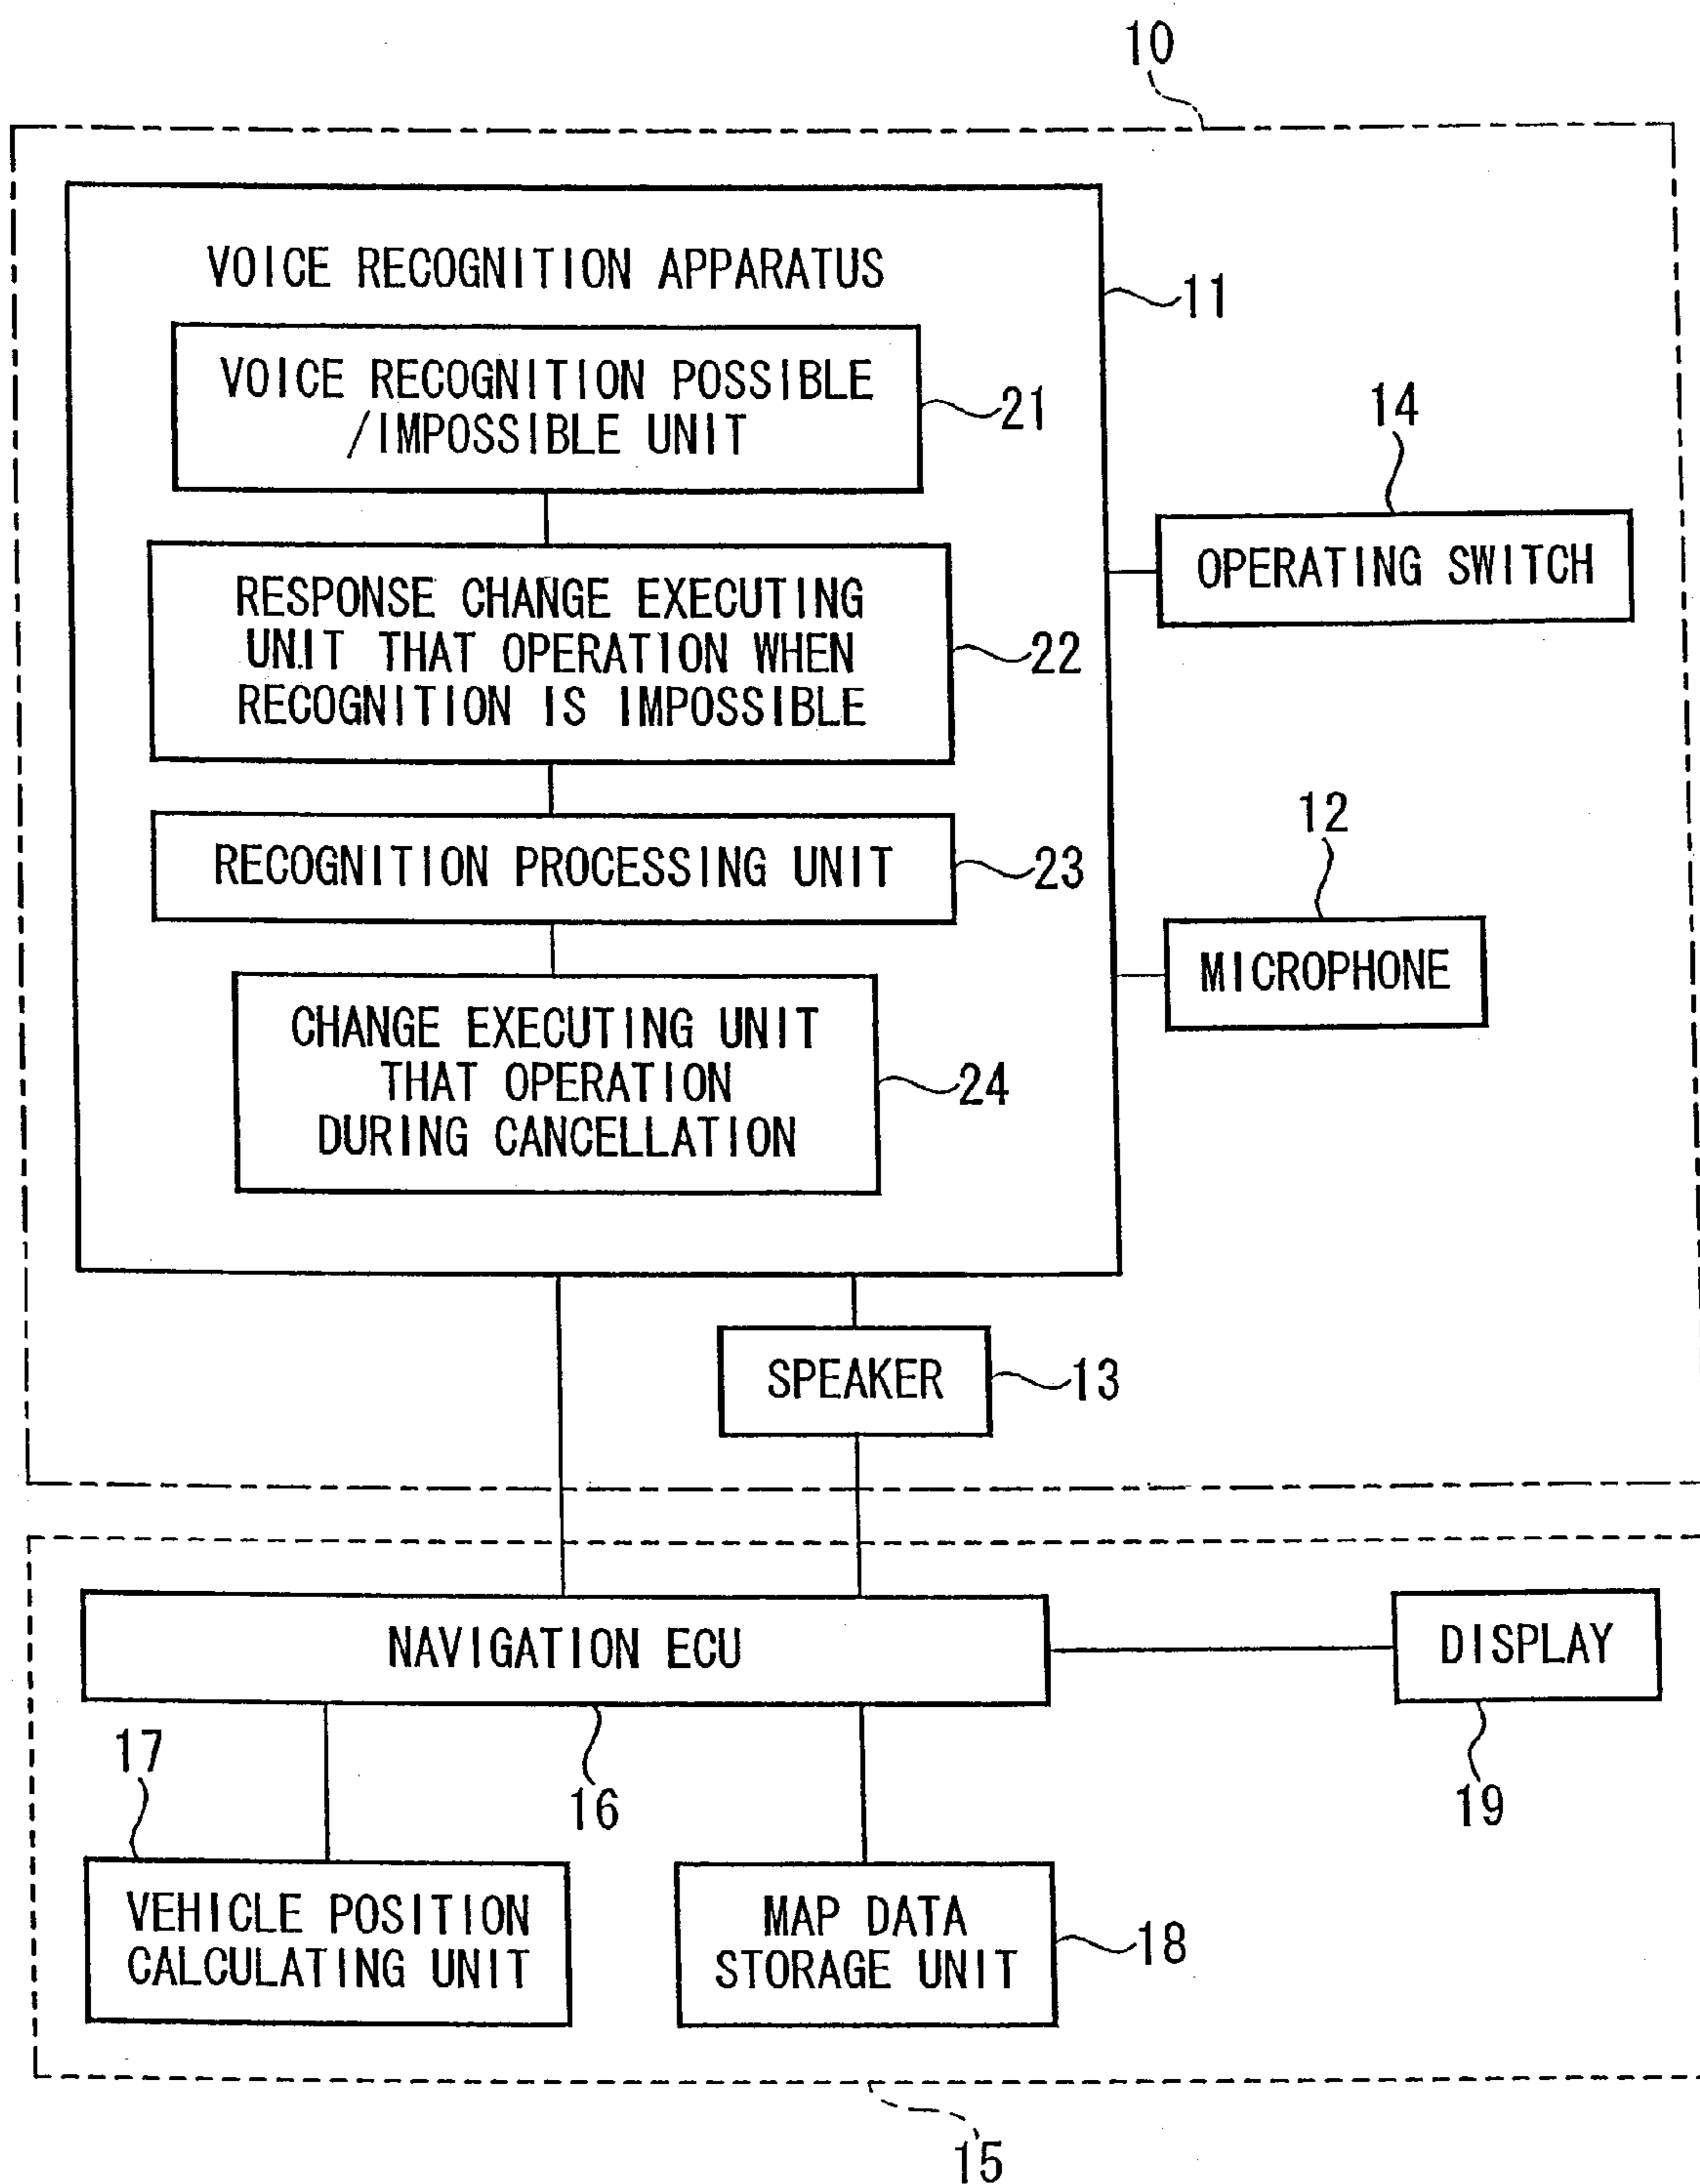 10
VOICE RECOGNITION APPARATUS
11
VOICE RECOGNITION POSSIBLE
/IMPOSSIBLE UNIT
21
14
OPERATING SWITCH
RESPONSE CHANGE EXECUTING
UNIT THAT OPERATION WHEN
RECOGNITION IS IMPOSSIBLE
22
12
RECOGNITION PROCESSING UNIT
23
MICROPHONE
CHANGE EXECUTING UNIT
THAT OPERATION
DURING CANCELLATION
24
SPEAKER
13
NAVIGATION ECU
DISPLAY
17
16
19
VEHICLE POSITION
CALCULATING UNIT
MAP DATA
STORAGE UNIT
18
15